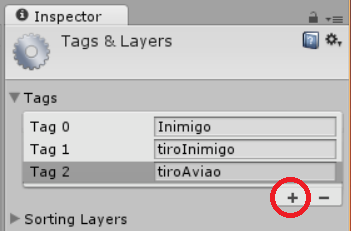 Inspector
Tags & Layers
Tags
Tag 0 Inimigo
Tag 1 tiroInimigo
Tag 2 tiroAviao
+ −
Sorting Layers